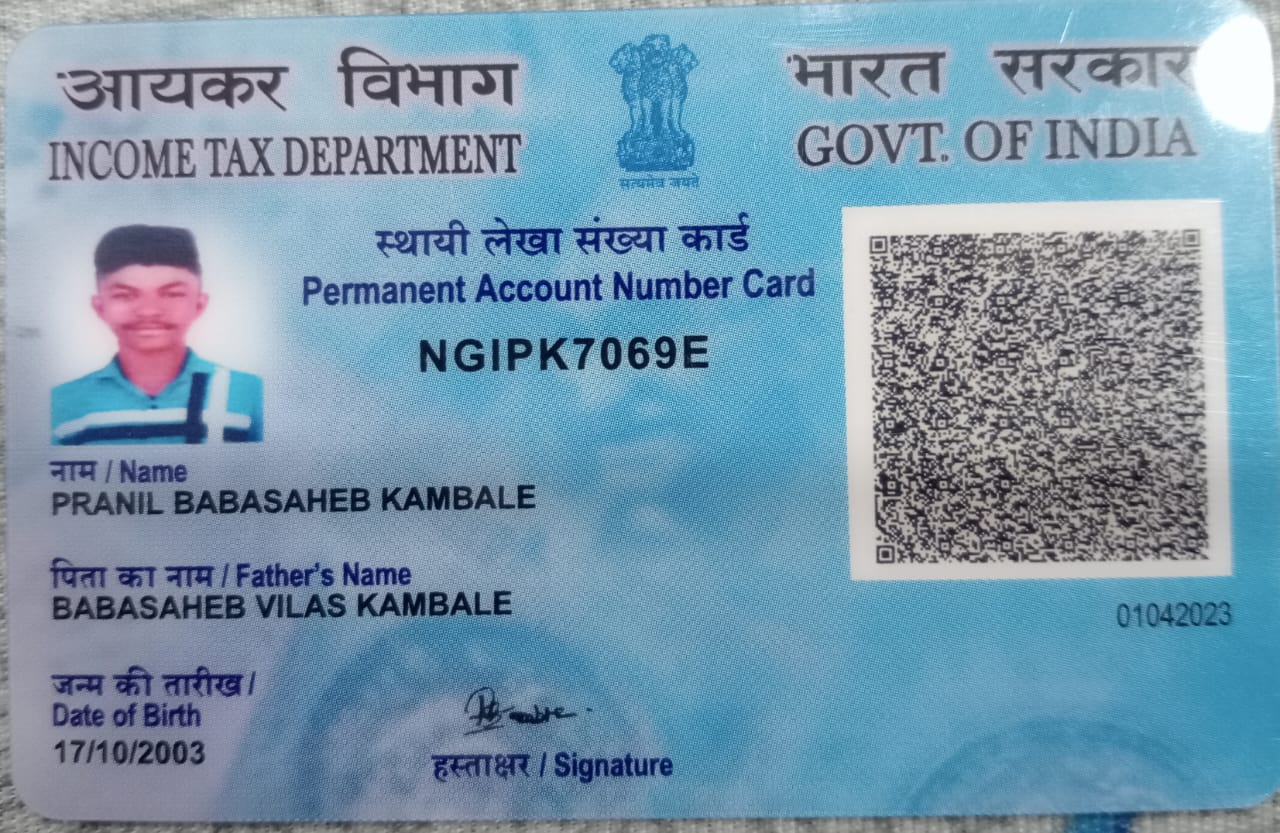 आयकर विभाग
INCOME TAX DEPARTMENT
सत्यमेव जयते
भारत सरकार
GOVT. OF INDIA
स्थायी लेखा संख्या कार्ड
Permanent Account Number Card
NGIPK7069E
नाम / Name
PRANIL BABASAHEB KAMBALE
पिता का नाम / Father's Name
BABASAHEB VILAS KAMBALE
01042023
जन्म की तारीख /
Date of Birth
17/10/2003
हस्ताक्षर / Signature